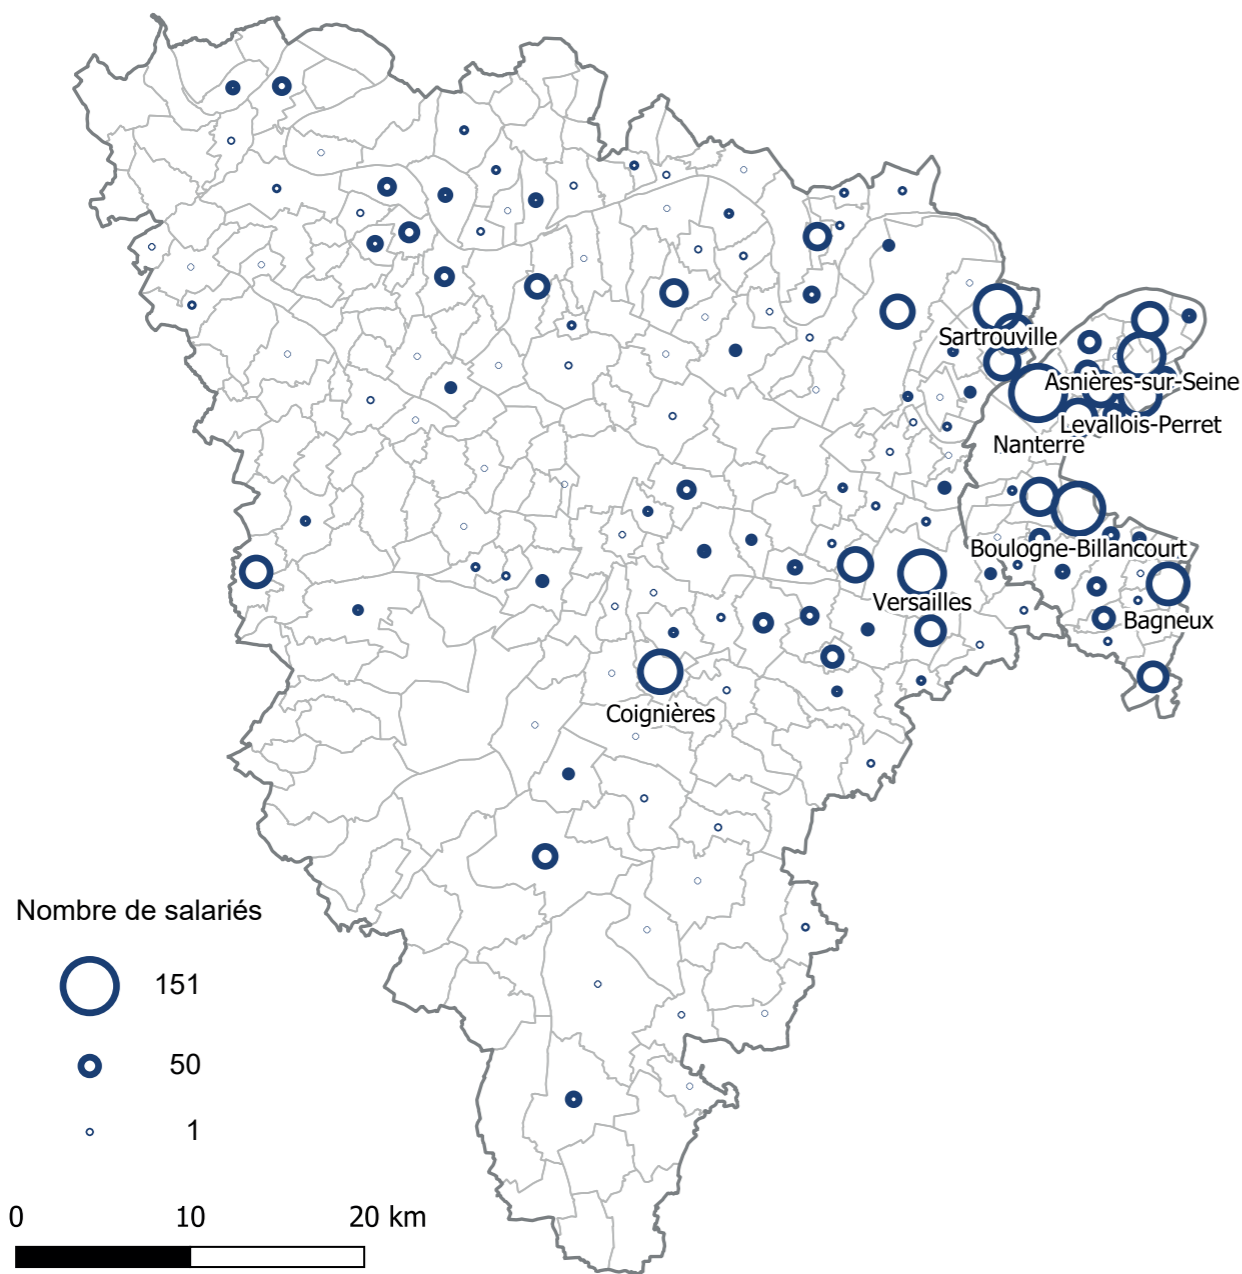 Sartrouville
Asnières-sur-Seine
Levallois-Perret
Nanterre
Boulogne-Billancourt
Versailles
Bagneux
Coignières
Nombre de salariés
151
50
1
0 10 20 km